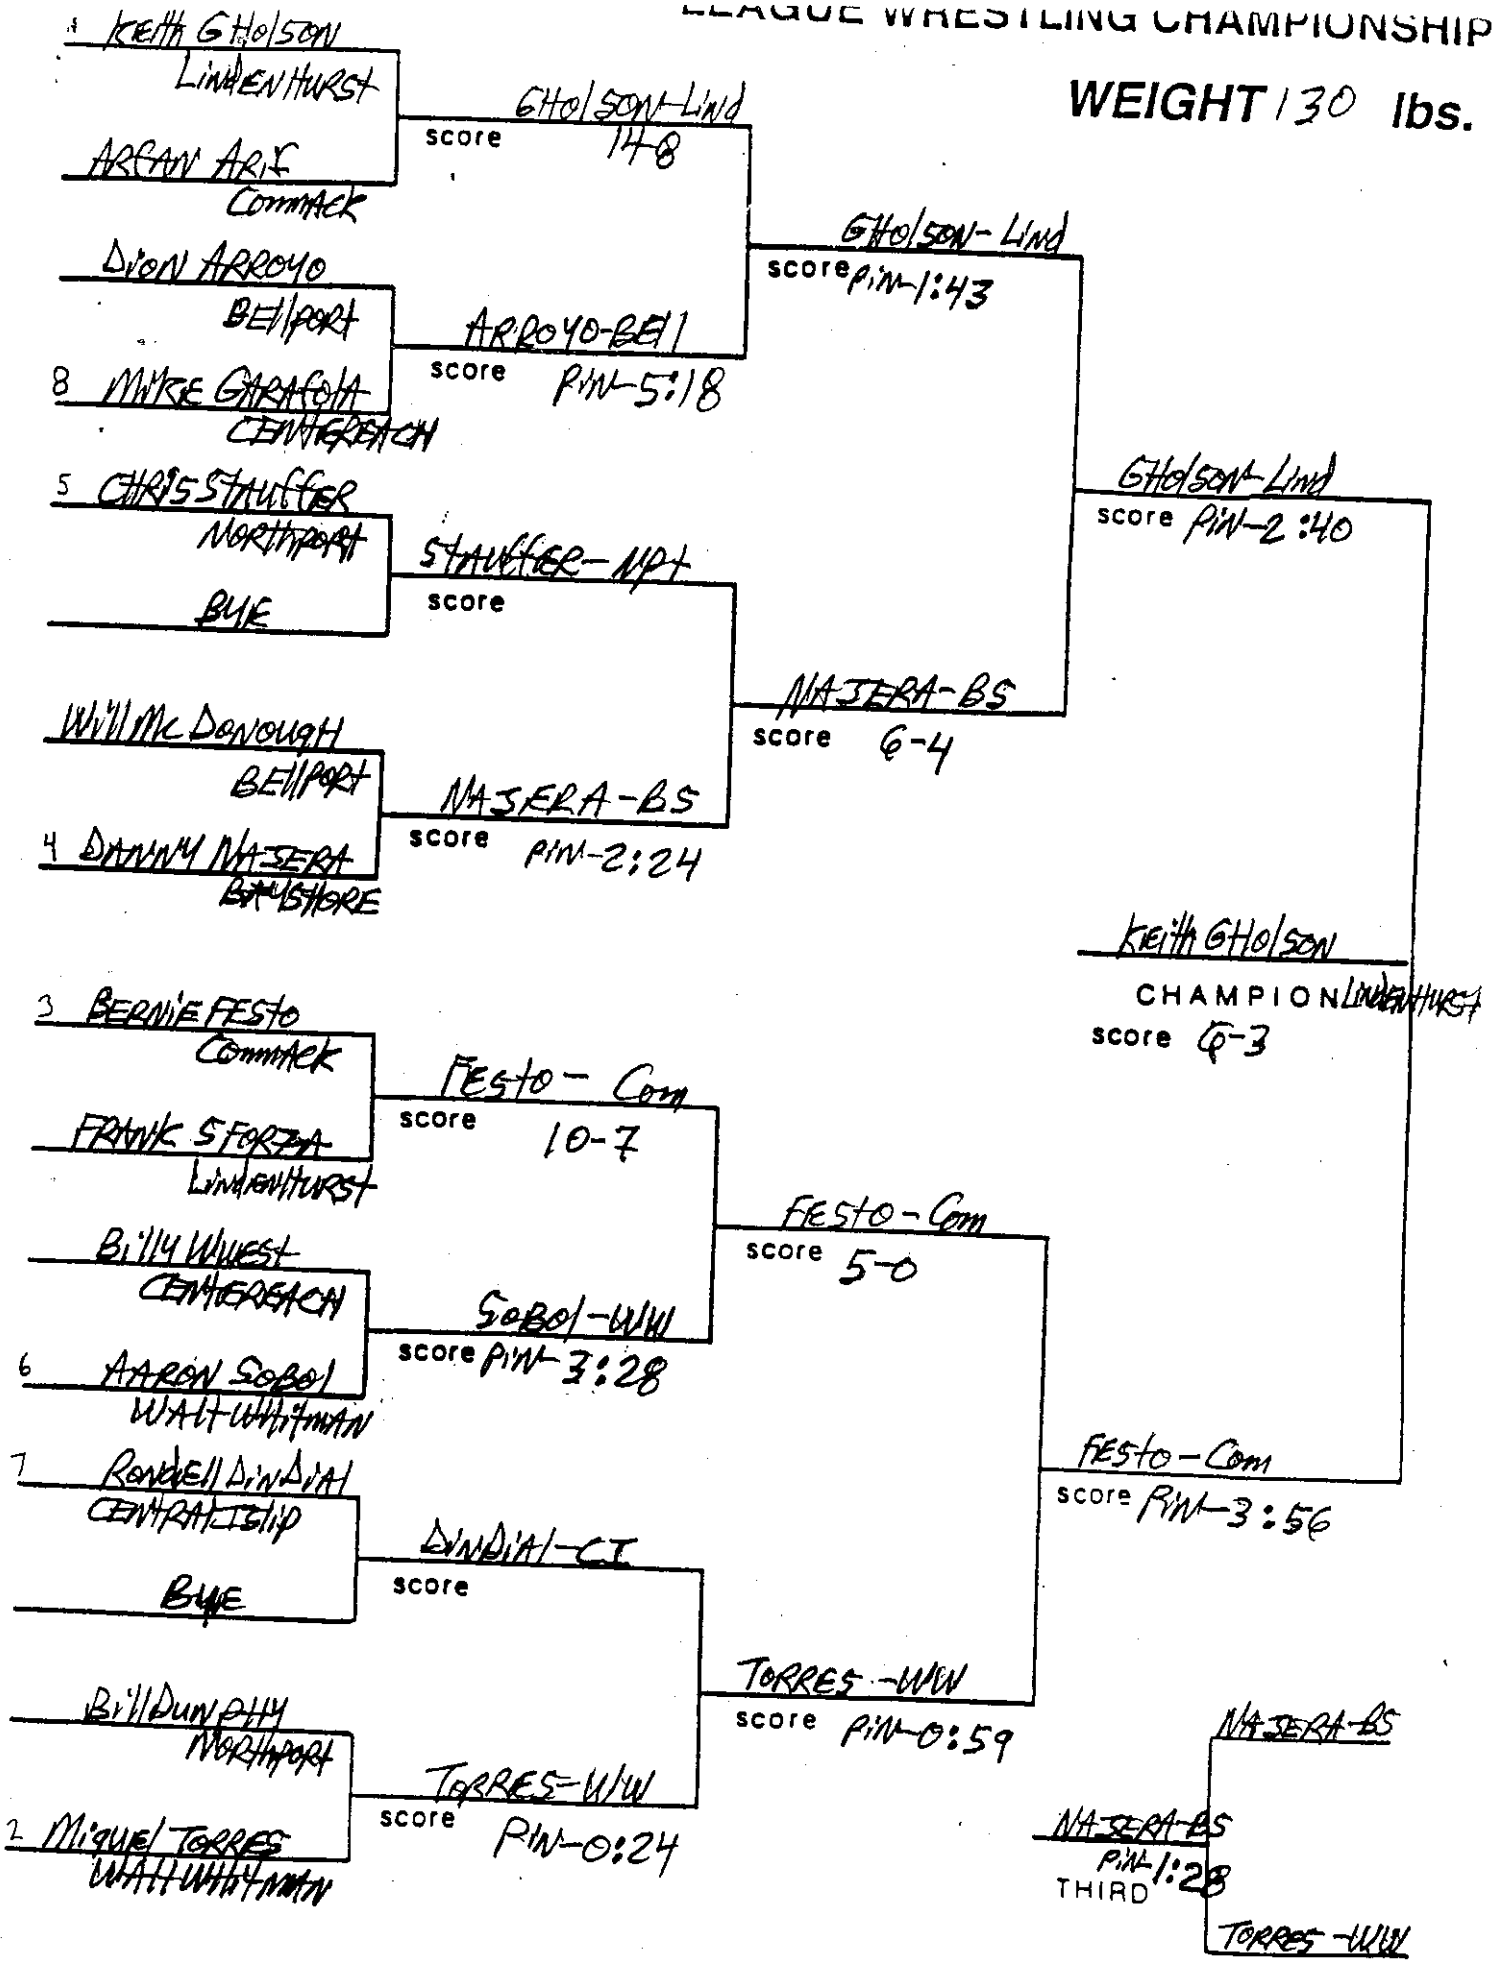 LEAGUE WRESTLING CHAMPIONSHIP
WEIGHT 130 lbs.
1 Keith Gholson
Lindenhurst
Gholson-Lind
score 14-8
Arfan Arif
Commack
Gholson-Lind
score Pin-1:43
Dion Arroyo
Bellport
Arroyo-Bell
score Pin-5:18
8 Mike Garafola
Centereach
Gholson-Lind
score Pin-2:40
5 Chris Stauffer
Northport
Stauffer-Npt
score
Bye
Najera-BS
score 6-4
Will McDonough
Bellport
Najera-BS
score Pin-2:24
4 Danny Najera
Bayshore
Keith Gholson
CHAMPION Lindenhurst
score 6-3
3 Bernie Festo
Commack
Festo-Com
score 10-7
Frank Sforza
Lindenhurst
Festo-Com
score 5-0
Billy Wuest
Centereach
Sobol-WW
score Pin-3:28
6 Aaron Sobol
Walt Whitman
Festo-Com
score Pin-3:56
7 Rondell Dindial
Central Islip
Dindial-CI
score
Bye
Torres-WW
score Pin-0:59
Bill Dunphy
Northport
Torres-WW
score Pin-0:24
2 Miguel Torres
Walt Whitman
Najera-BS
Najera-BS
Pin-1:28
THIRD
Torres-WW